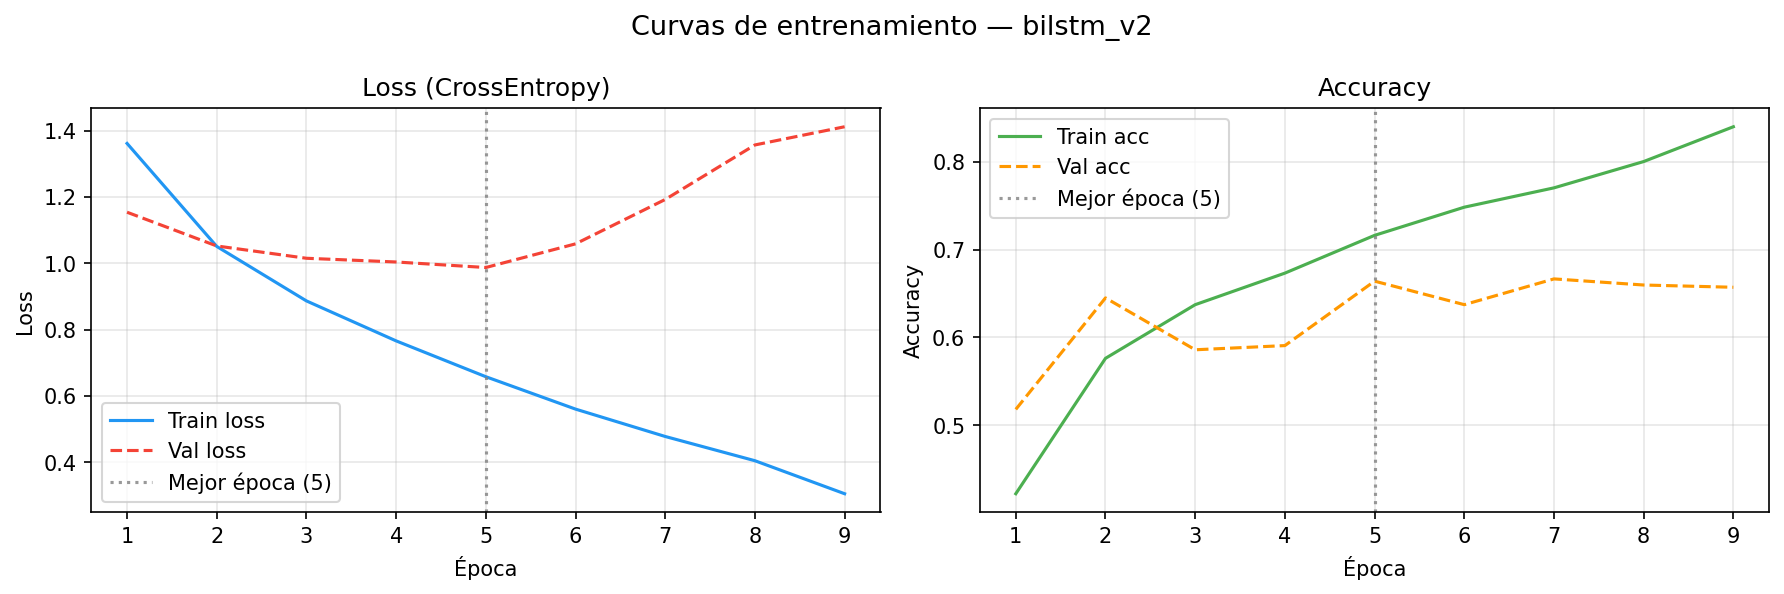 Curvas de entrenamiento — bilstm_v2
Loss (CrossEntropy)
1.4
1.2
1.0
0.8
0.6
0.4
Loss
Train loss
Val loss
Mejor época (5)
1 2 3 4 5 6 7 8 9
Época
Accuracy
0.8
0.7
0.6
0.5
Accuracy
Train acc
Val acc
Mejor época (5)
1 2 3 4 5 6 7 8 9
Época